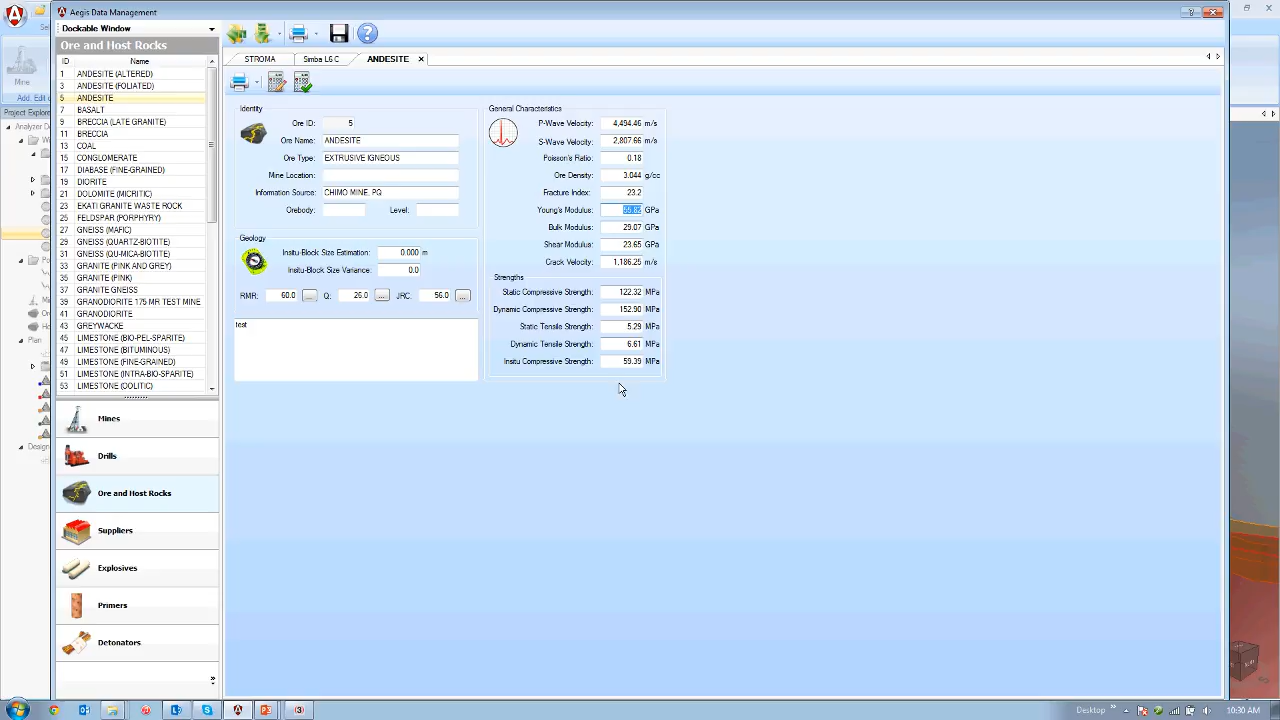 Aegis Data Management
Dockable Window
Ore and Host Rocks
ID Name
1 ANDESITE (ALTERED)
3 ANDESITE (FOLIATED)
5 ANDESITE
7 BASALT
9 BRECCIA (LATE GRANITE)
11 BRECCIA
13 COAL
15 CONGLOMERATE
17 DIABASE (FINE-GRAINED)
19 DIORITE
21 DOLOMITE (MICRITIC)
23 EKATI GRANITE WASTE ROCK
25 FELDSPAR (PORPHYRY)
27 GNEISS (MAFIC)
29 GNEISS (QUARTZ-BIOTITE)
31 GNEISS (QU-MICA-BIOTITE)
33 GRANITE (PINK AND GREY)
35 GRANITE (PINK)
37 GRANITE GNEISS
39 GRANODIORITE 175 MR TEST MINE
41 GRANODIORITE
43 GREYWACKE
45 LIMESTONE (BIO-PEL-SPARITE)
47 LIMESTONE (BITUMINOUS)
49 LIMESTONE (FINE-GRAINED)
51 LIMESTONE (INTRA-BIO-SPARITE)
53 LIMESTONE (OOLITIC)
Mines
Drills
Ore and Host Rocks
Suppliers
Explosives
Primers
Detonators
STROMA Simba L6 C ANDESITE
Identity
Ore ID: 5
Ore Name: ANDESITE
Ore Type: EXTRUSIVE IGNEOUS
Mine Location:
Information Source: CHIMO MINE, PQ
Orebody: Level:
Geology
Insitu-Block Size Estimation: 0.000 m
Insitu-Block Size Variance: 0.0
RMR: 60.0 ... Q: 26.0 ... JRC: 56.0 ...
test
General Characteristics
P-Wave Velocity: 4,494.46 m/s
S-Wave Velocity: 2,807.66 m/s
Poisson's Ratio: 0.18
Ore Density: 3.044 g/cc
Fracture Index: 23.2
Young's Modulus: GPa
Bulk Modulus: 29.07 GPa
Shear Modulus: 23.65 GPa
Crack Velocity: 1,186.25 m/s
Strengths
Static Compressive Strength: 122.32 MPa
Dynamic Compressive Strength: 152.90 MPa
Static Tensile Strength: 5.29 MPa
Dynamic Tensile Strength: 6.61 MPa
Insitu Compressive Strength: 59.39 MPa
Mine
Add, Edit
Project Explorer
Analyzer
Plan
Desktop 10:30 AM